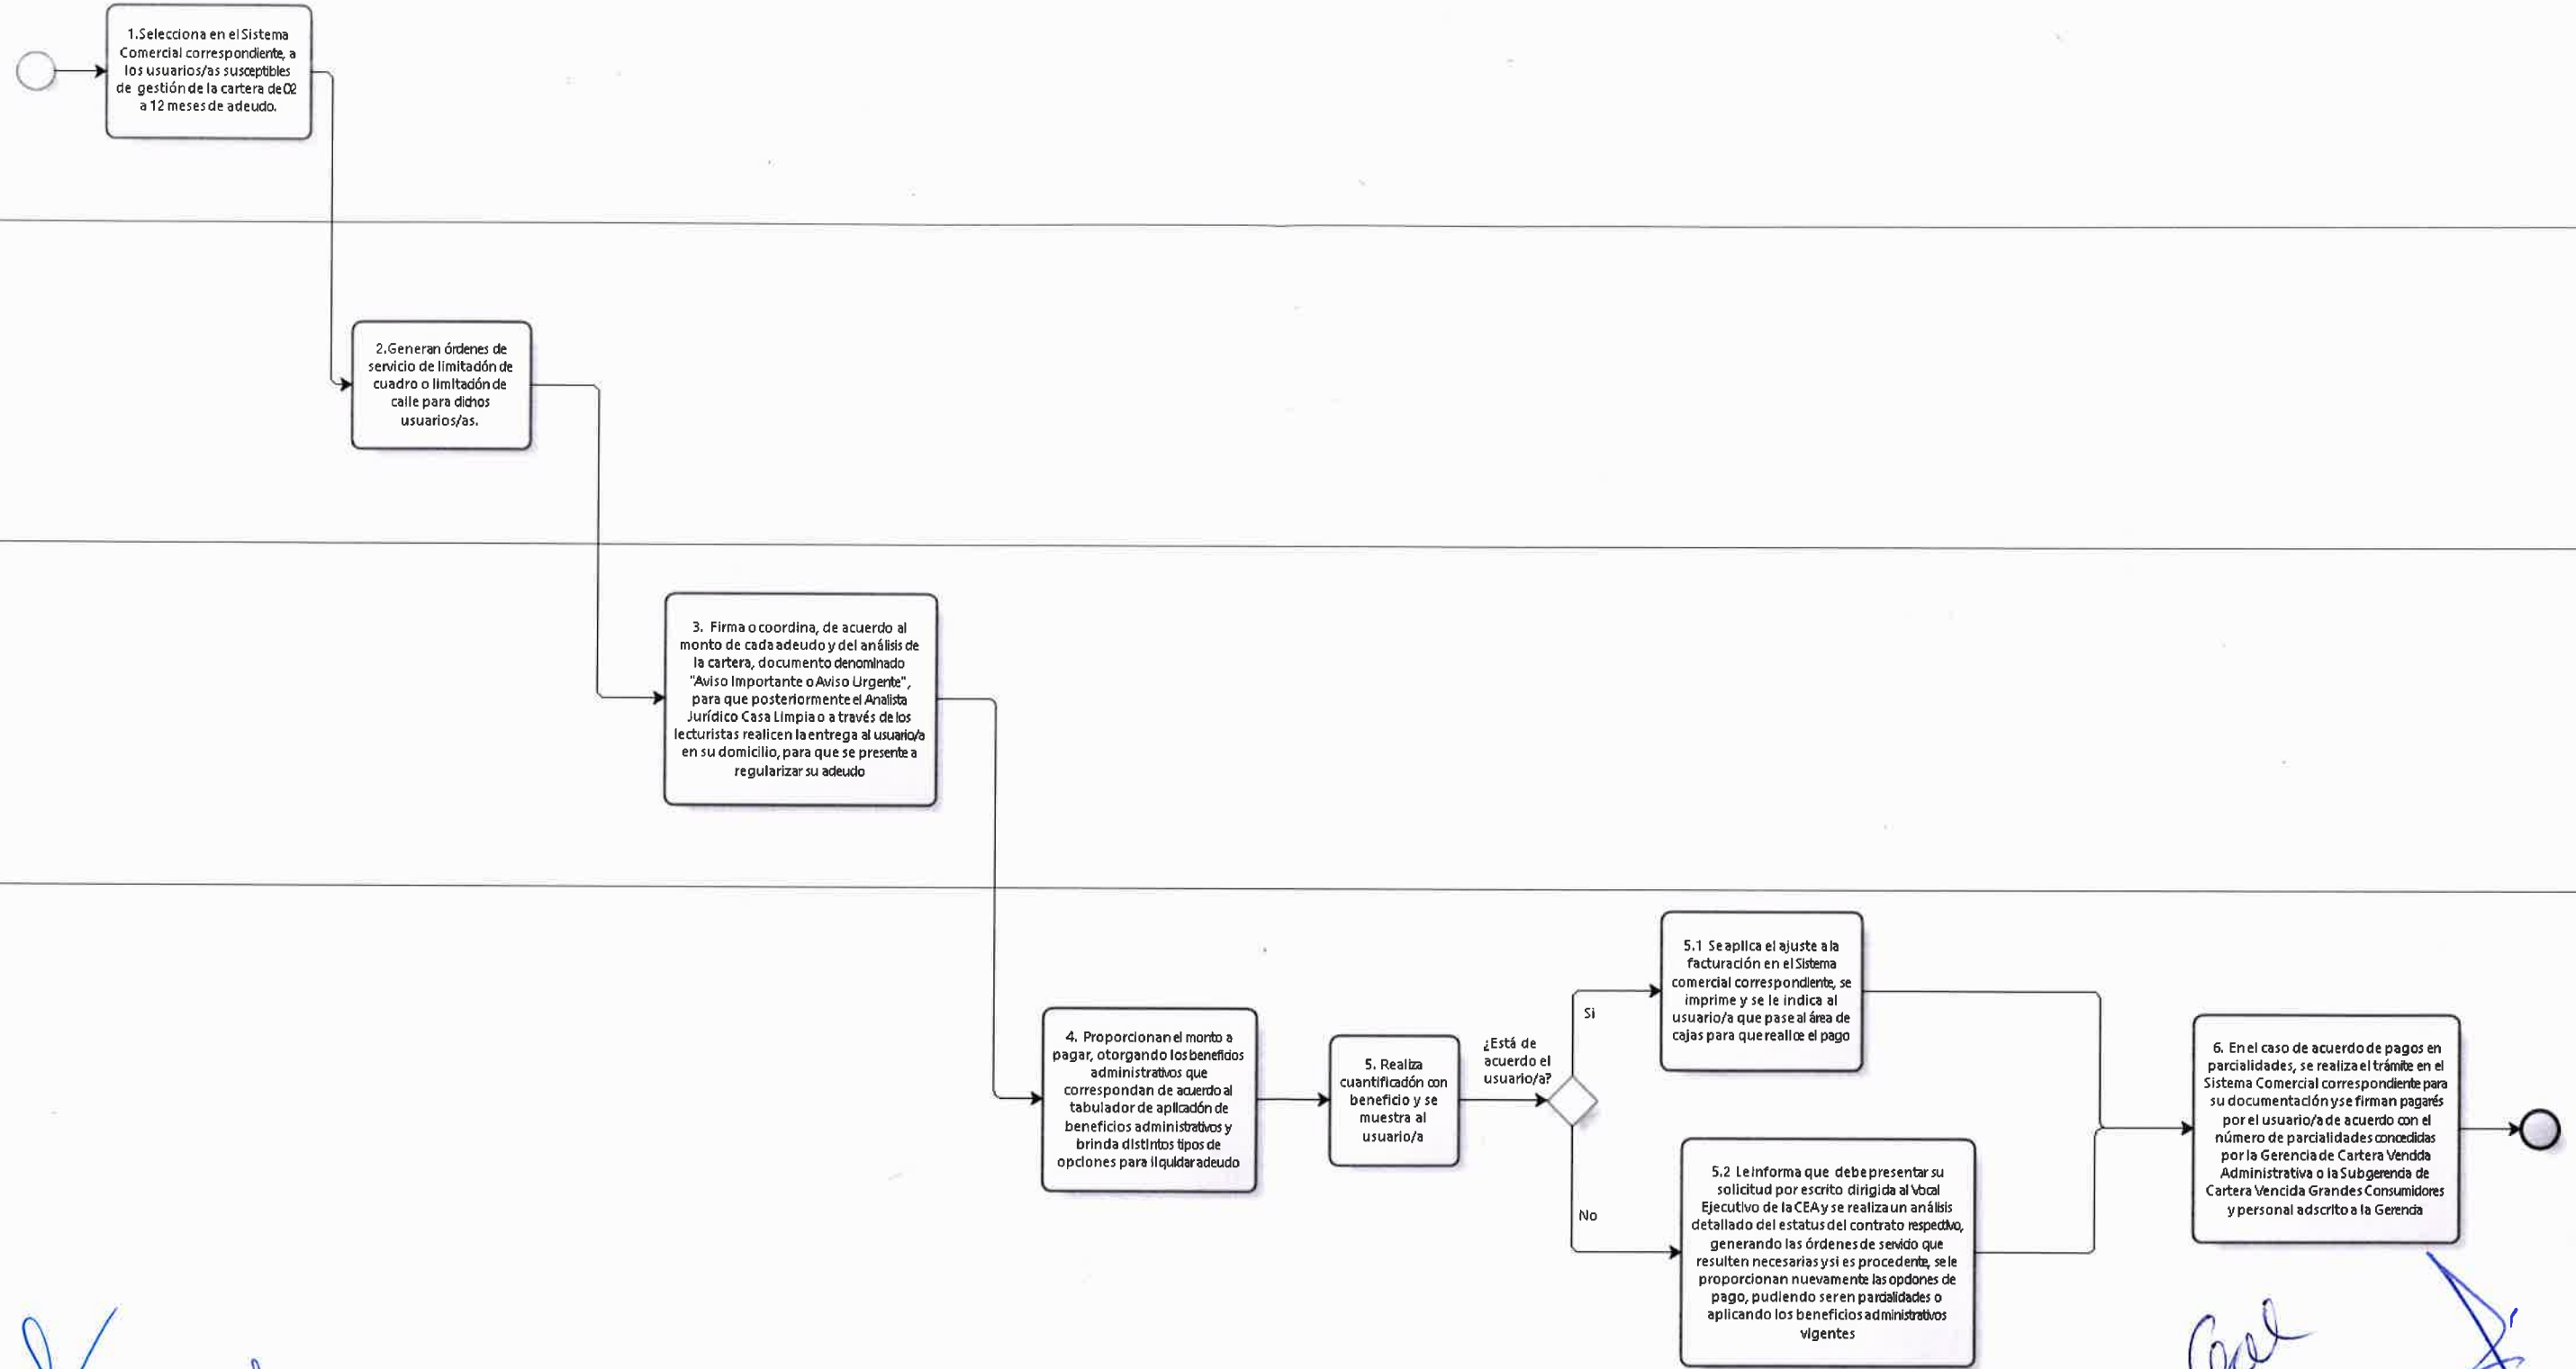 1.Selecciona en el Sistema
Comercial correspondiente, a
los usuarios/as susceptibles
de gestión de la cartera de 02
a 12 meses de adeudo.
2.Generan órdenes de
servicio de limitación de
cuadro o limitación de
calle para dichos
usuarios/as.
3. Firma o coordina, de acuerdo al
monto de cada adeudo y del análisis de
la cartera, documento denominado
"Aviso Importante o Aviso Urgente",
para que posteriormente el Analista
Jurídico Casa Limpia o a través de los
lecturistas realicen la entrega al usuario/a
en su domicilio, para que se presente a
regularizar su adeudo
4. Proporcionan el monto a
pagar, otorgando los beneficios
administrativos que
correspondan de acuerdo al
tabulador de aplicación de
beneficios administrativos y
brinda distintos tipos de
opciones para liquidar adeudo
5. Realiza
cuantificación con
beneficio y se
muestra al
usuario/a
¿Está de
acuerdo el
usuario/a?
Si
5.1 Se aplica el ajuste a la
facturación en el Sistema
comercial correspondiente, se
imprime y se le indica al
usuario/a que pase al área de
cajas para que realice el pago
No
5.2 Le informa que debe presentar su
solicitud por escrito dirigida al Vocal
Ejecutivo de la CEA y se realiza un análisis
detallado del estatus del contrato respectivo,
generando las órdenes de servicio que
resulten necesarias y si es procedente, se le
proporcionan nuevamente las opciones de
pago, pudiendo ser en parcialidades o
aplicando los beneficios administrativos
vigentes
6. En el caso de acuerdo de pagos en
parcialidades, se realiza el trámite en el
Sistema Comercial correspondiente para
su documentación y se firman pagarés
por el usuario/a de acuerdo con el
número de parcialidades concedidas
por la Gerencia de Cartera Vencida
Administrativa o la Subgerencia de
Cartera Vencida Grandes Consumidores
y personal adscrito a la Gerencia